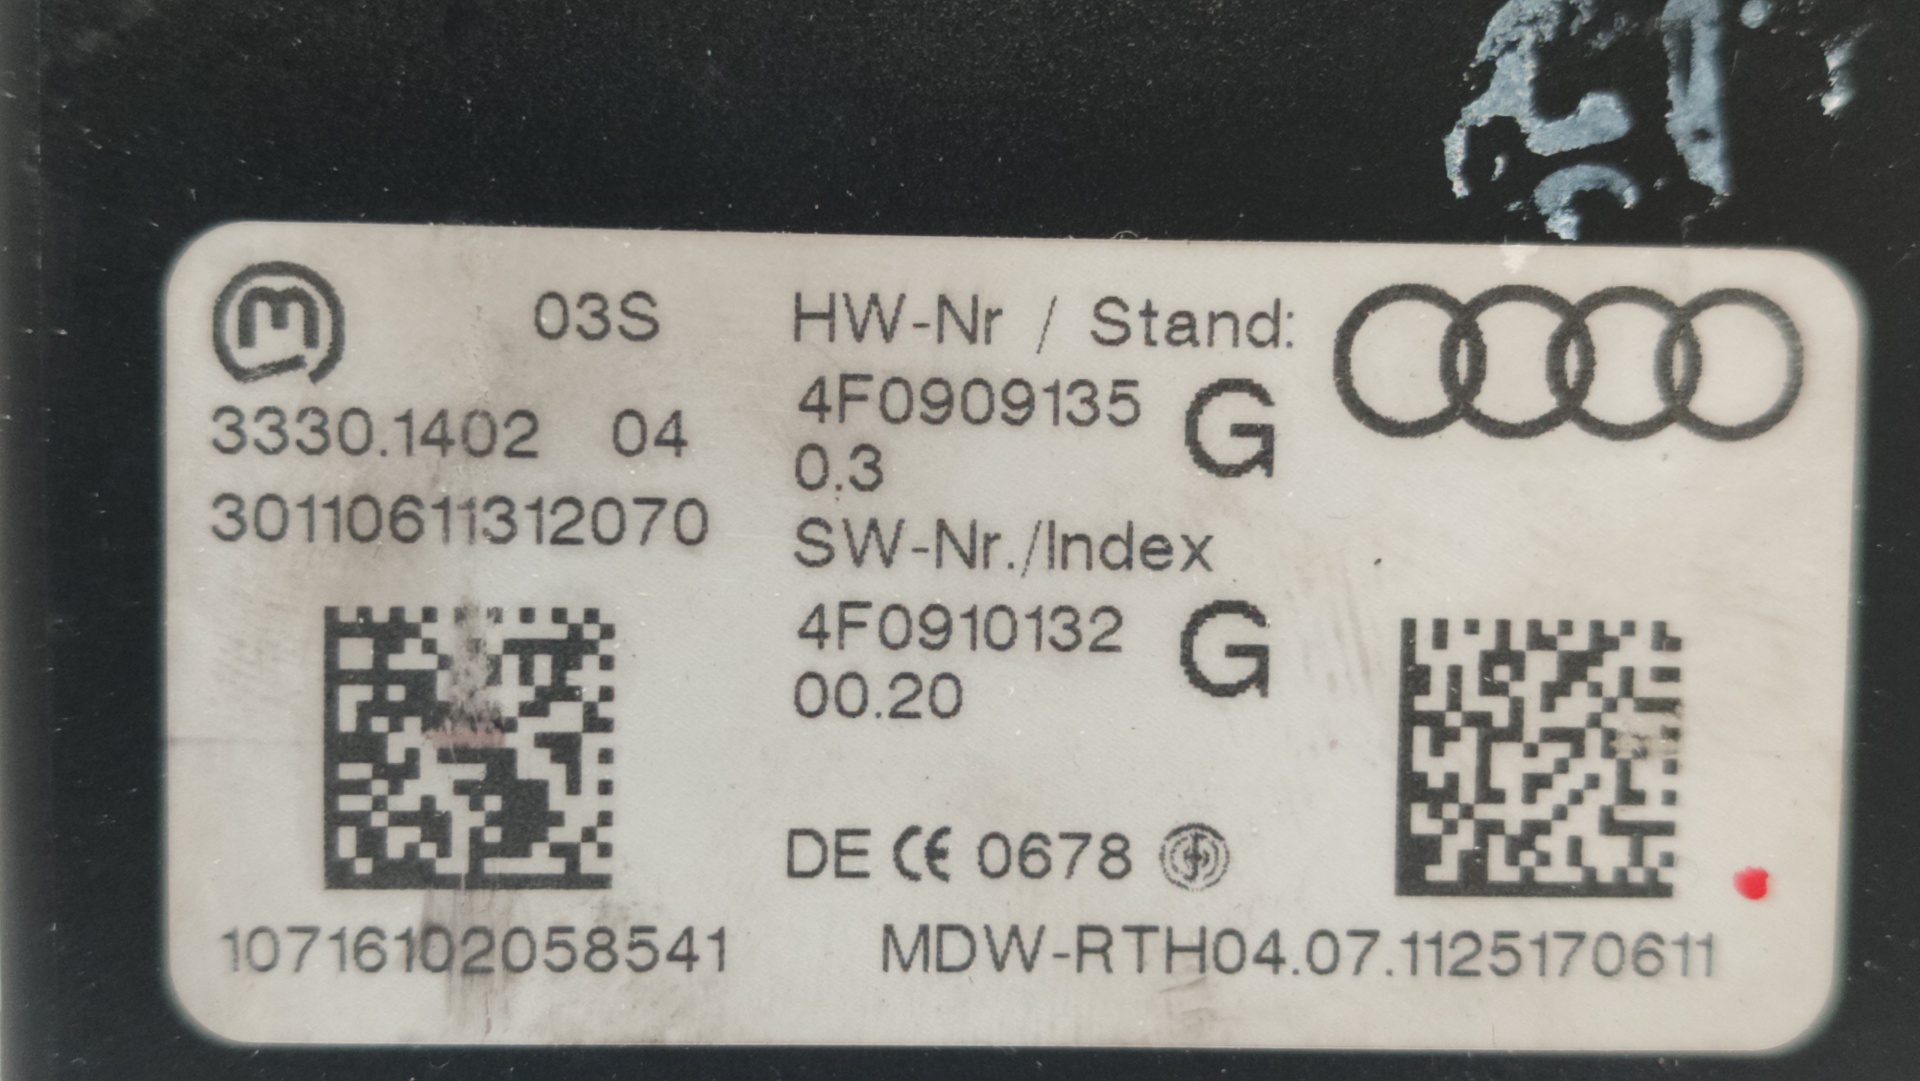 03S
3330.1402 04
30110611312070
HW-Nr / Stand:
4F0909135 G
0.3
SW-Nr./Index
4F0910132 G
00.20
DE CE 0678
10716102058541
MDW-RTH04.07.1125170611